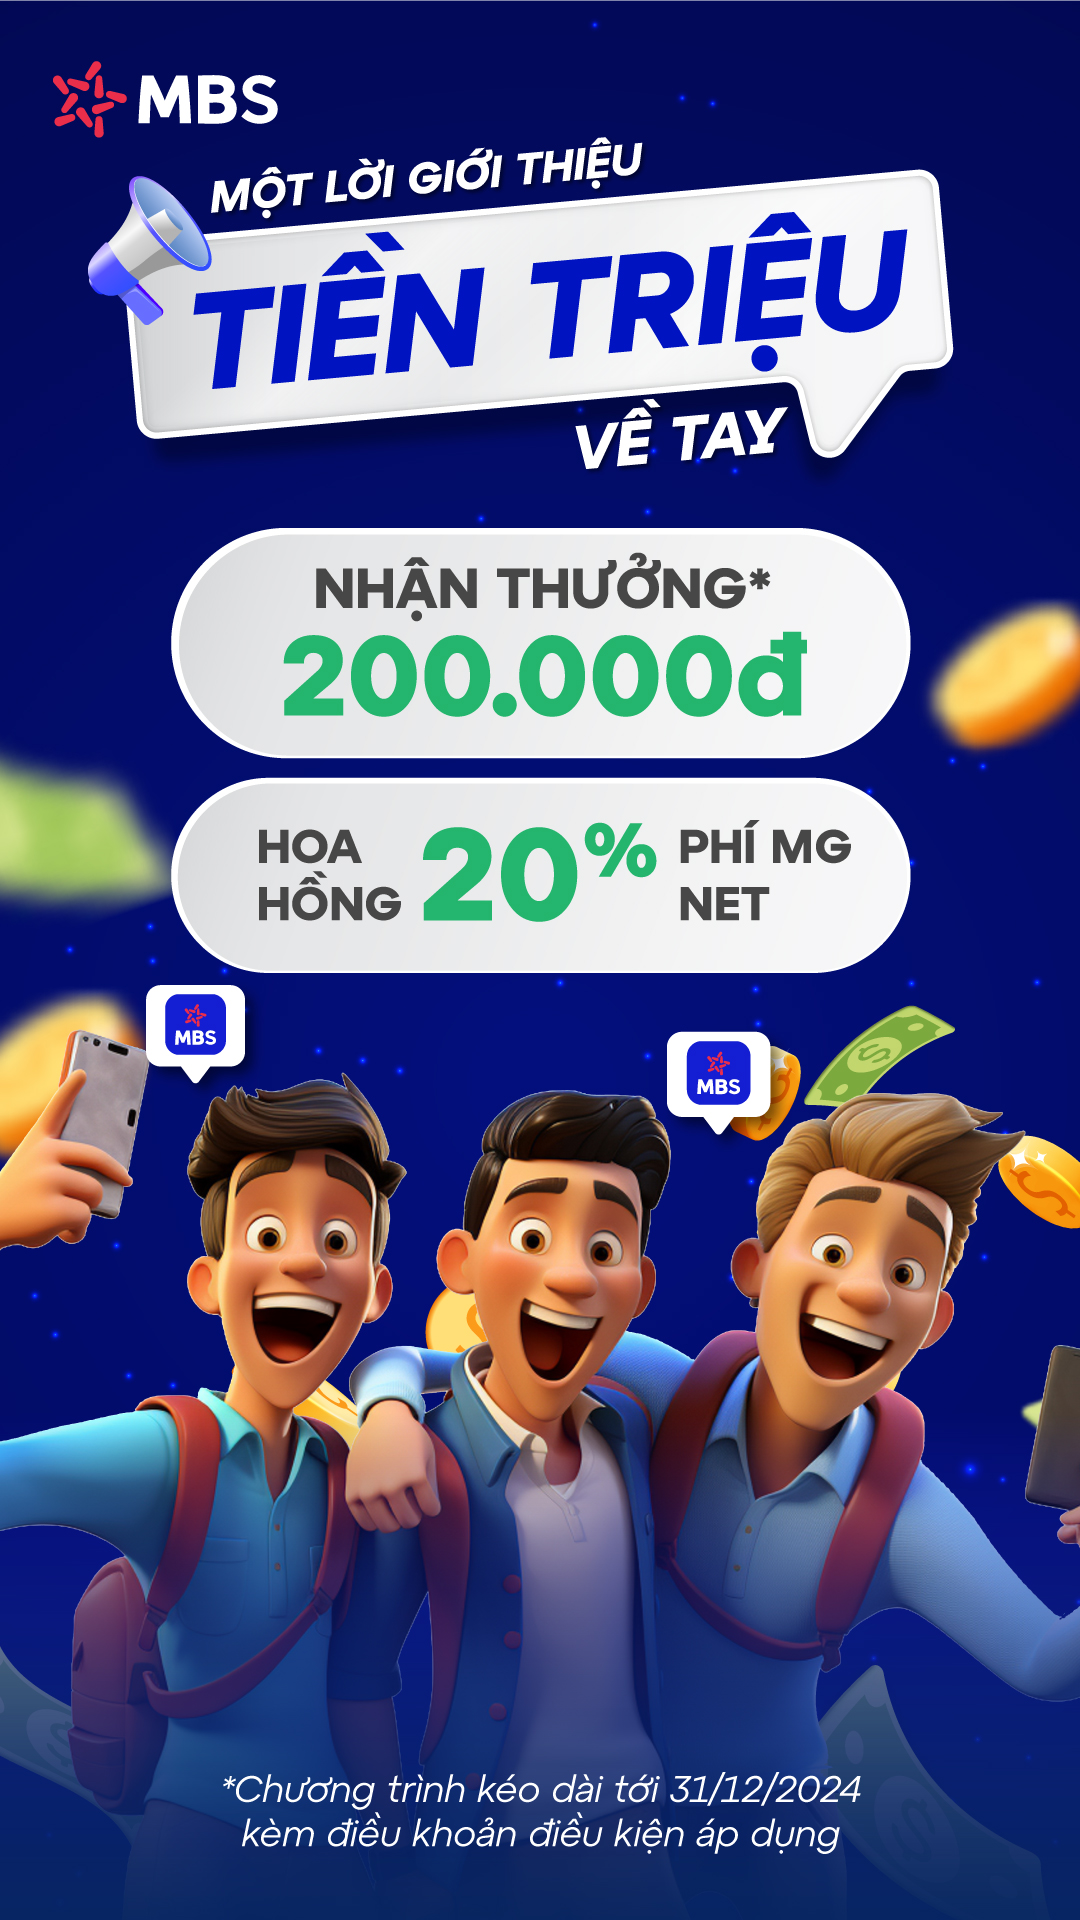 MBS
MỘT LỜI GIỚI THIỆU
TIỀN TRIỆU
VỀ TAY
NHẬN THƯỞNG*
200.000đ
HOA HỒNG 20% PHÍ MG NET
MBS
MBS
*Chương trình kéo dài tới 31/12/2024
kèm điều khoản điều kiện áp dụng